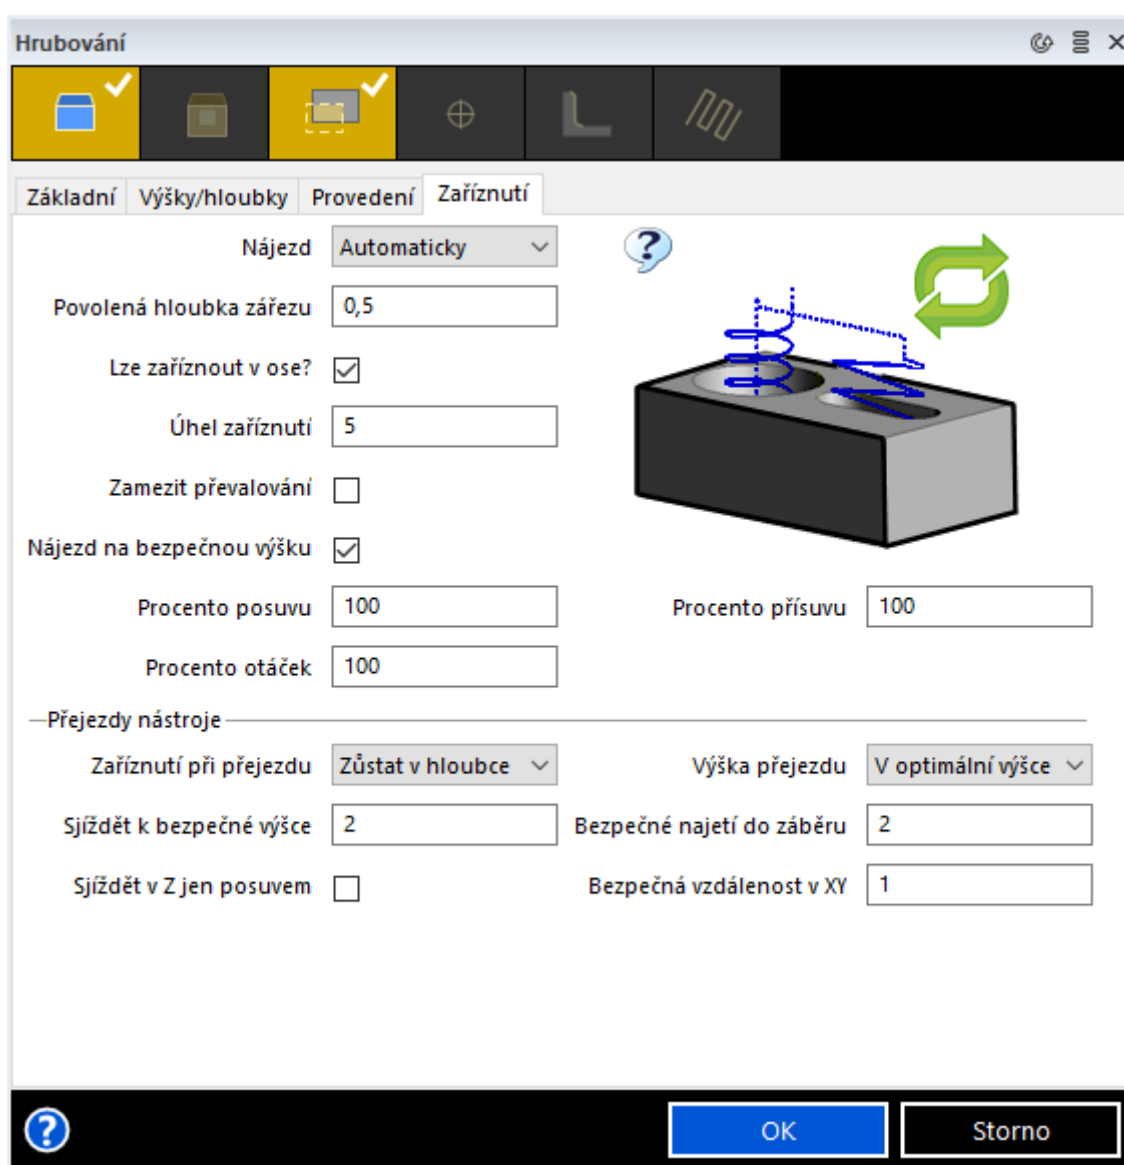 Hrubování
Základní Výšky/hloubky Provedení Zaříznutí
Nájezd Automaticky
Povolená hloubka zářezu 0,5
Lze zaříznout v ose?
Úhel zaříznutí 5
Zamezit převalování
Nájezd na bezpečnou výšku
Procento posuvu 100 Procento přísuvu 100
Procento otáček 100
Přejezdy nástroje
Zaříznutí při přejezdu Zůstat v hloubce Výška přejezdu V optimální výšce
Sjíždět k bezpečné výšce 2 Bezpečné najetí do záběru 2
Sjíždět v Z jen posuvem Bezpečná vzdálenost v XY 1
OK Storno